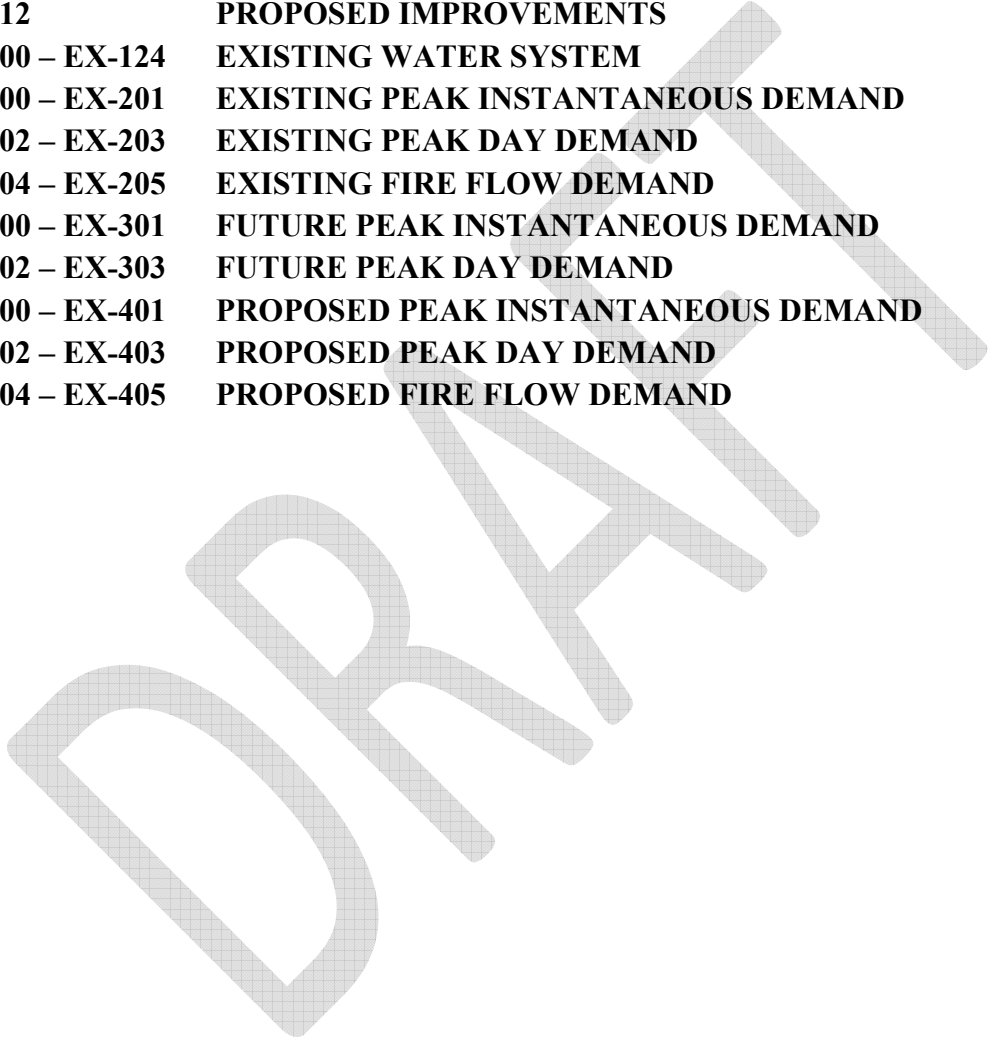 12 PROPOSED IMPROVEMENTS
00 – EX-124 EXISTING WATER SYSTEM
00 – EX-201 EXISTING PEAK INSTANTANEOUS DEMAND
02 – EX-203 EXISTING PEAK DAY DEMAND
04 – EX-205 EXISTING FIRE FLOW DEMAND
00 – EX-301 FUTURE PEAK INSTANTANEOUS DEMAND
02 – EX-303 FUTURE PEAK DAY DEMAND
00 – EX-401 PROPOSED PEAK INSTANTANEOUS DEMAND
02 – EX-403 PROPOSED PEAK DAY DEMAND
04 – EX-405 PROPOSED FIRE FLOW DEMAND
DRAFT